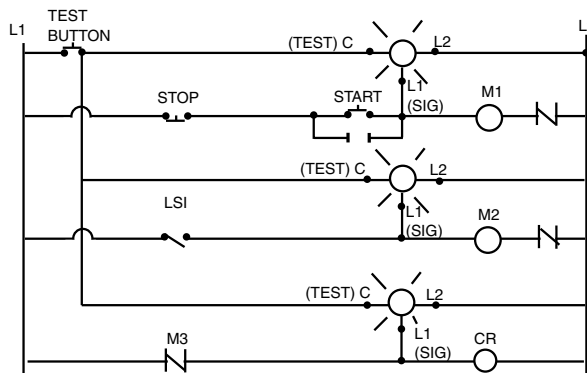 L1
TEST
BUTTON
(TEST) C
L2
L
L1
(SIG)
STOP
START
M1
(TEST) C
L2
L1
(SIG)
LSI
M2
(TEST) C
L2
L1
(SIG)
M3
CR